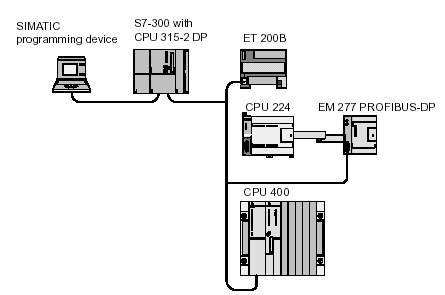 SIMATIC
programming device
S7-300 with
CPU 315-2 DP
ET 200B
CPU 224
EM 277 PROFIBUS-DP
CPU 400